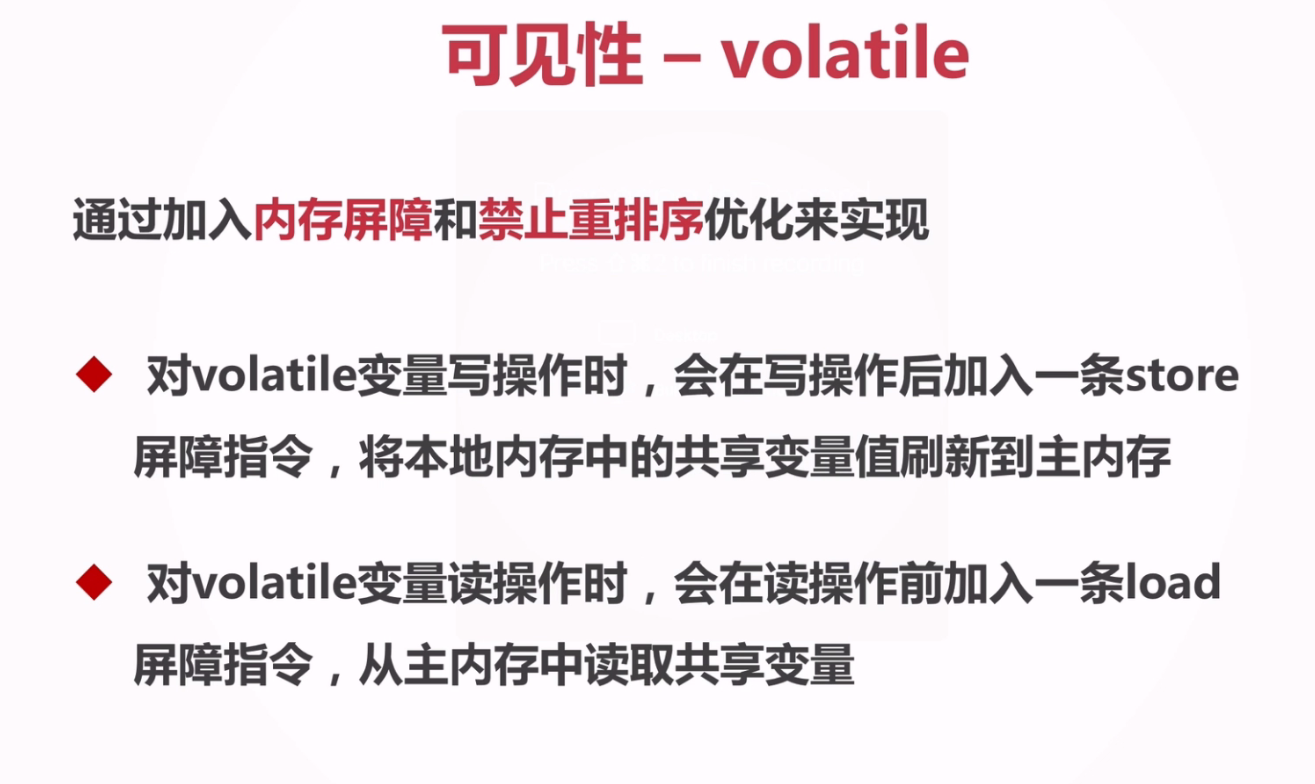 可见性 – volatile
通过加入内存屏障和禁止重排序优化来实现
对volatile变量写操作时，会在写操作后加入一条store
屏障指令，将本地内存中的共享变量值刷新到主内存
对volatile变量读操作时，会在读操作前加入一条load
屏障指令，从主内存中读取共享变量